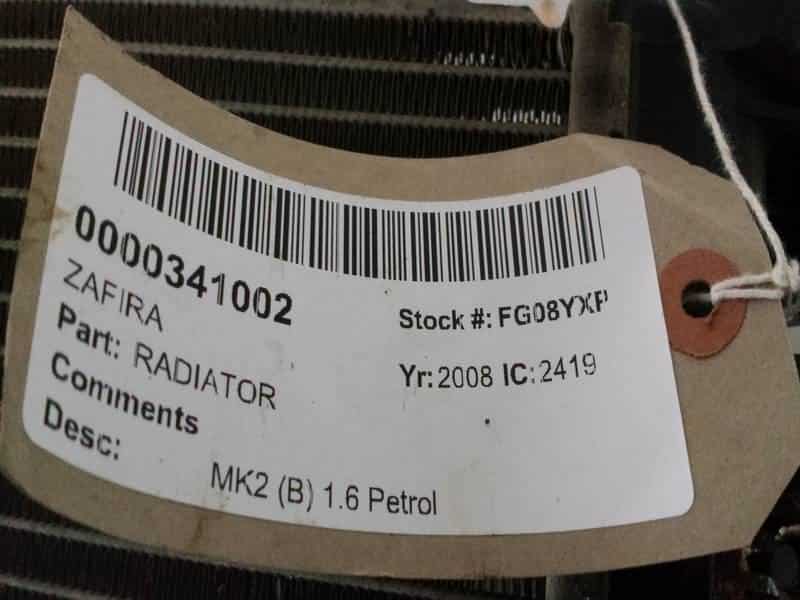 0000341002
ZAFIRA
Stock #: FG08YXP
Part: RADIATOR
Yr: 2008 IC: 2419
Comments
Desc:
MK2 (B) 1.6 Petrol